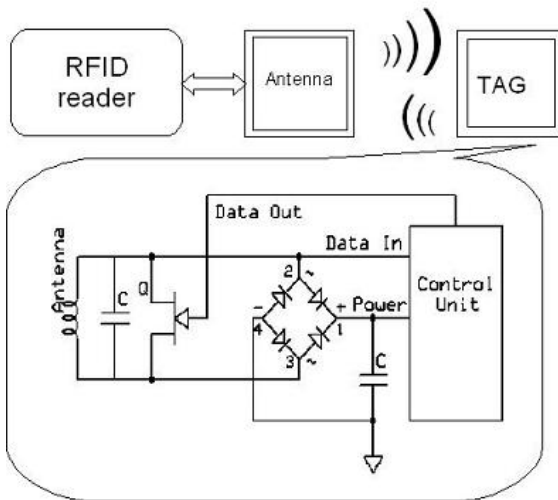 RFID
reader
Antenna
TAG
Data Out
Data In
Antenna
C
Q
2
~
-
+
Power
4
1
3
~
C
Control
Unit